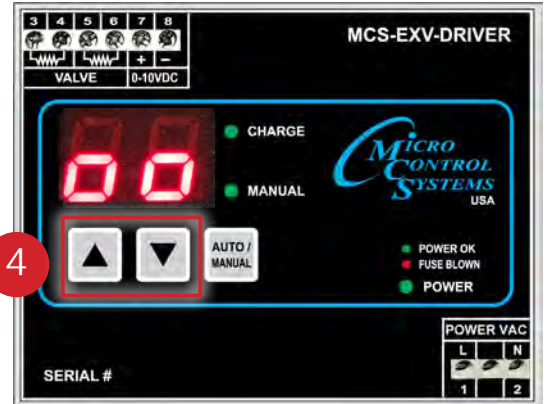 3 4 5 6 7 8
+ -
VALVE 0-10VDC
MCS-EXV-DRIVER
oo
CHARGE
MANUAL
MICRO
CONTROL
SYSTEMS
USA
4
AUTO /
MANUAL
POWER OK
FUSE BLOWN
POWER
POWER VAC
L N
1 2
SERIAL #